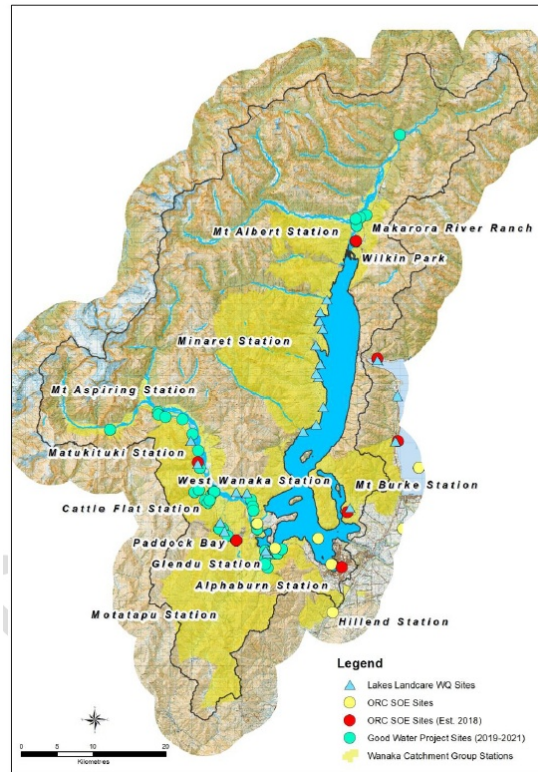 Mt Albert Station
Makarora River Ranch
Wilkin Park
Minaret Station
Mt Aspiring Station
Matukituki Station
West Wanaka Station
Mt Burke Station
Cattle Flat Station
Paddock Bay
Glendu Station
Alphaburn Station
Motatapu Station
Hillend Station
Legend
Lakes Landcare WQ Sites
ORC SOE Sites
ORC SOE Sites (Est. 2018)
Good Water Project Sites (2019-2021)
Wanaka Catchment Group Stations
0 5 10 20
Kilometres